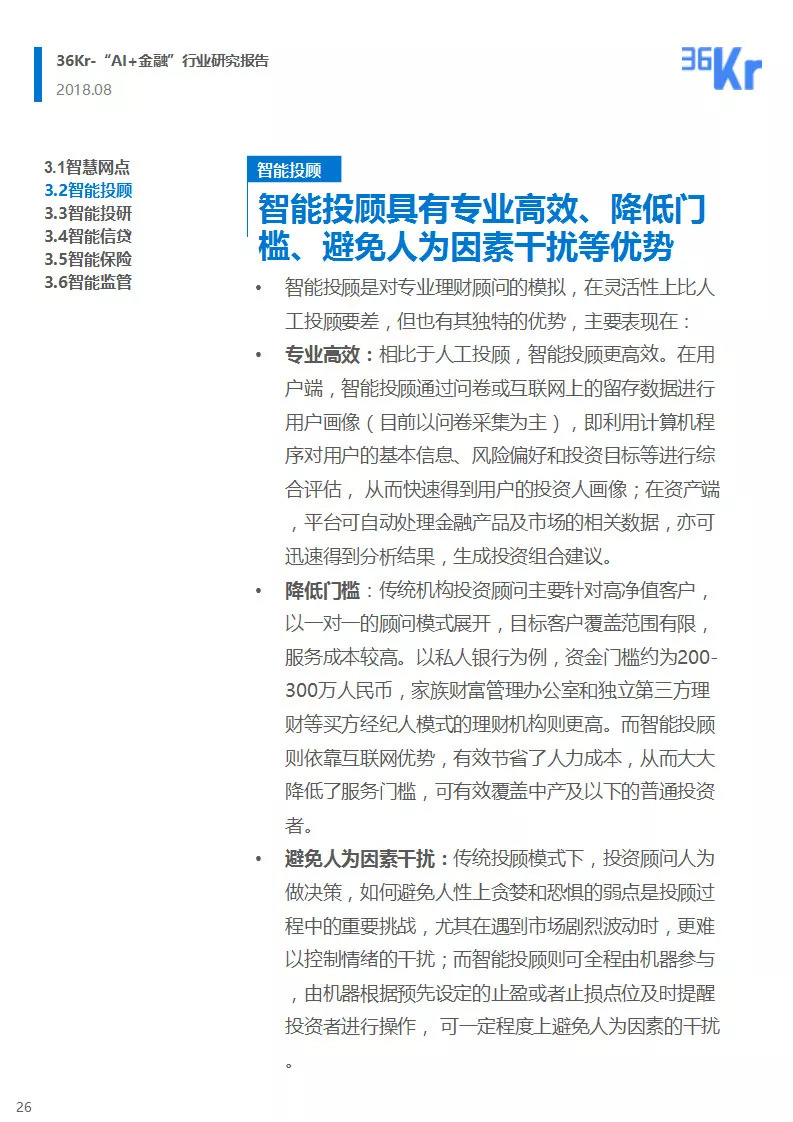 36Kr-“AI+金融”行业研究报告
2018.08
36Kr
3.1智慧网点
3.2智能投顾
3.3智能投研
3.4智能信贷
3.5智能保险
3.6智能监管
智能投顾
智能投顾具有专业高效、降低门
槛、避免人为因素干扰等优势
• 智能投顾是对专业理财顾问的模拟，在灵活性上比人
工投顾要差，但也有其独特的优势，主要表现在：
• 专业高效：相比于人工投顾，智能投顾更高效。在用
户端，智能投顾通过问卷或互联网上的留存数据进行
用户画像（目前以问卷采集为主），即利用计算机程
序对用户的基本信息、风险偏好和投资目标等进行综
合评估， 从而快速得到用户的投资人画像；在资产端
，平台可自动处理金融产品及市场的相关数据，亦可
迅速得到分析结果，生成投资组合建议。
• 降低门槛：传统机构投资顾问主要针对高净值客户，
以一对一的顾问模式展开，目标客户覆盖范围有限，
服务成本较高。以私人银行为例，资金门槛约为200-
300万人民币，家族财富管理办公室和独立第三方理
财等买方经纪人模式的理财机构则更高。而智能投顾
则依靠互联网优势，有效节省了人力成本，从而大大
降低了服务门槛，可有效覆盖中产及以下的普通投资
者。
• 避免人为因素干扰：传统投顾模式下，投资顾问人为
做决策，如何避免人性上贪婪和恐惧的弱点是投顾过
程中的重要挑战，尤其在遇到市场剧烈波动时，更难
以控制情绪的干扰；而智能投顾则可全程由机器参与
，由机器根据预先设定的止盈或者止损点位及时提醒
投资者进行操作， 可一定程度上避免人为因素的干扰
。
26